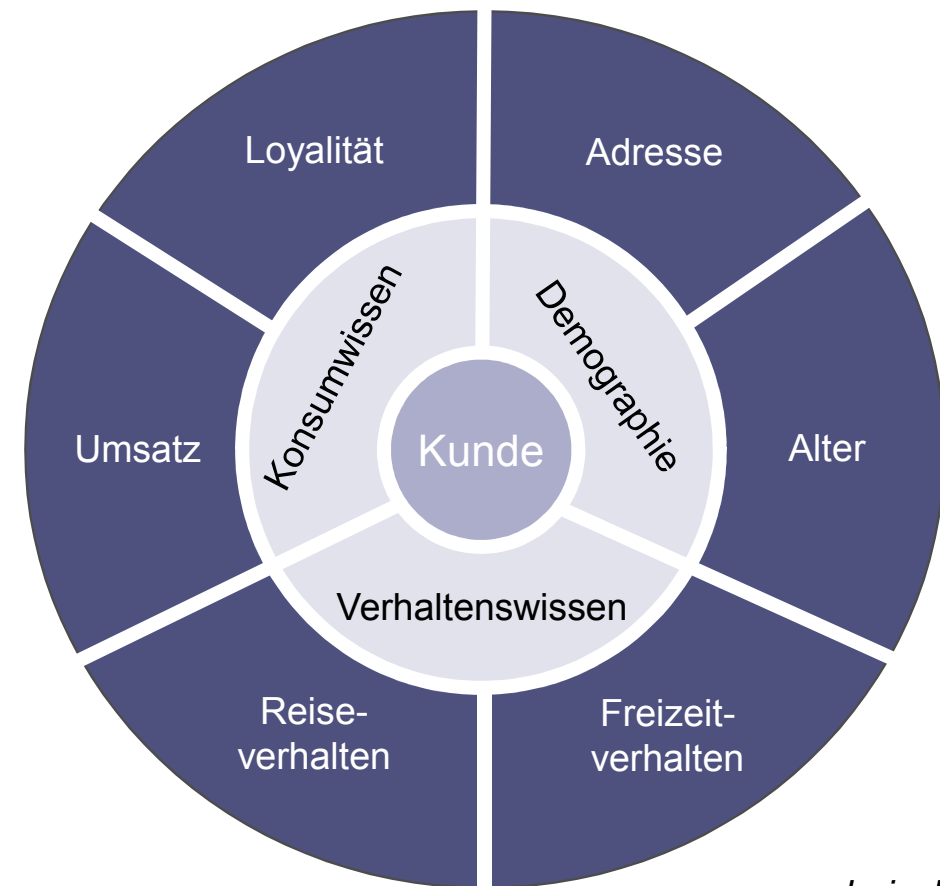 Loyalität
Adresse
Konsumwissen
Demographie
Umsatz
Kunde
Alter
Verhaltenswissen
Reise-
verhalten
Freizeit-
verhalten